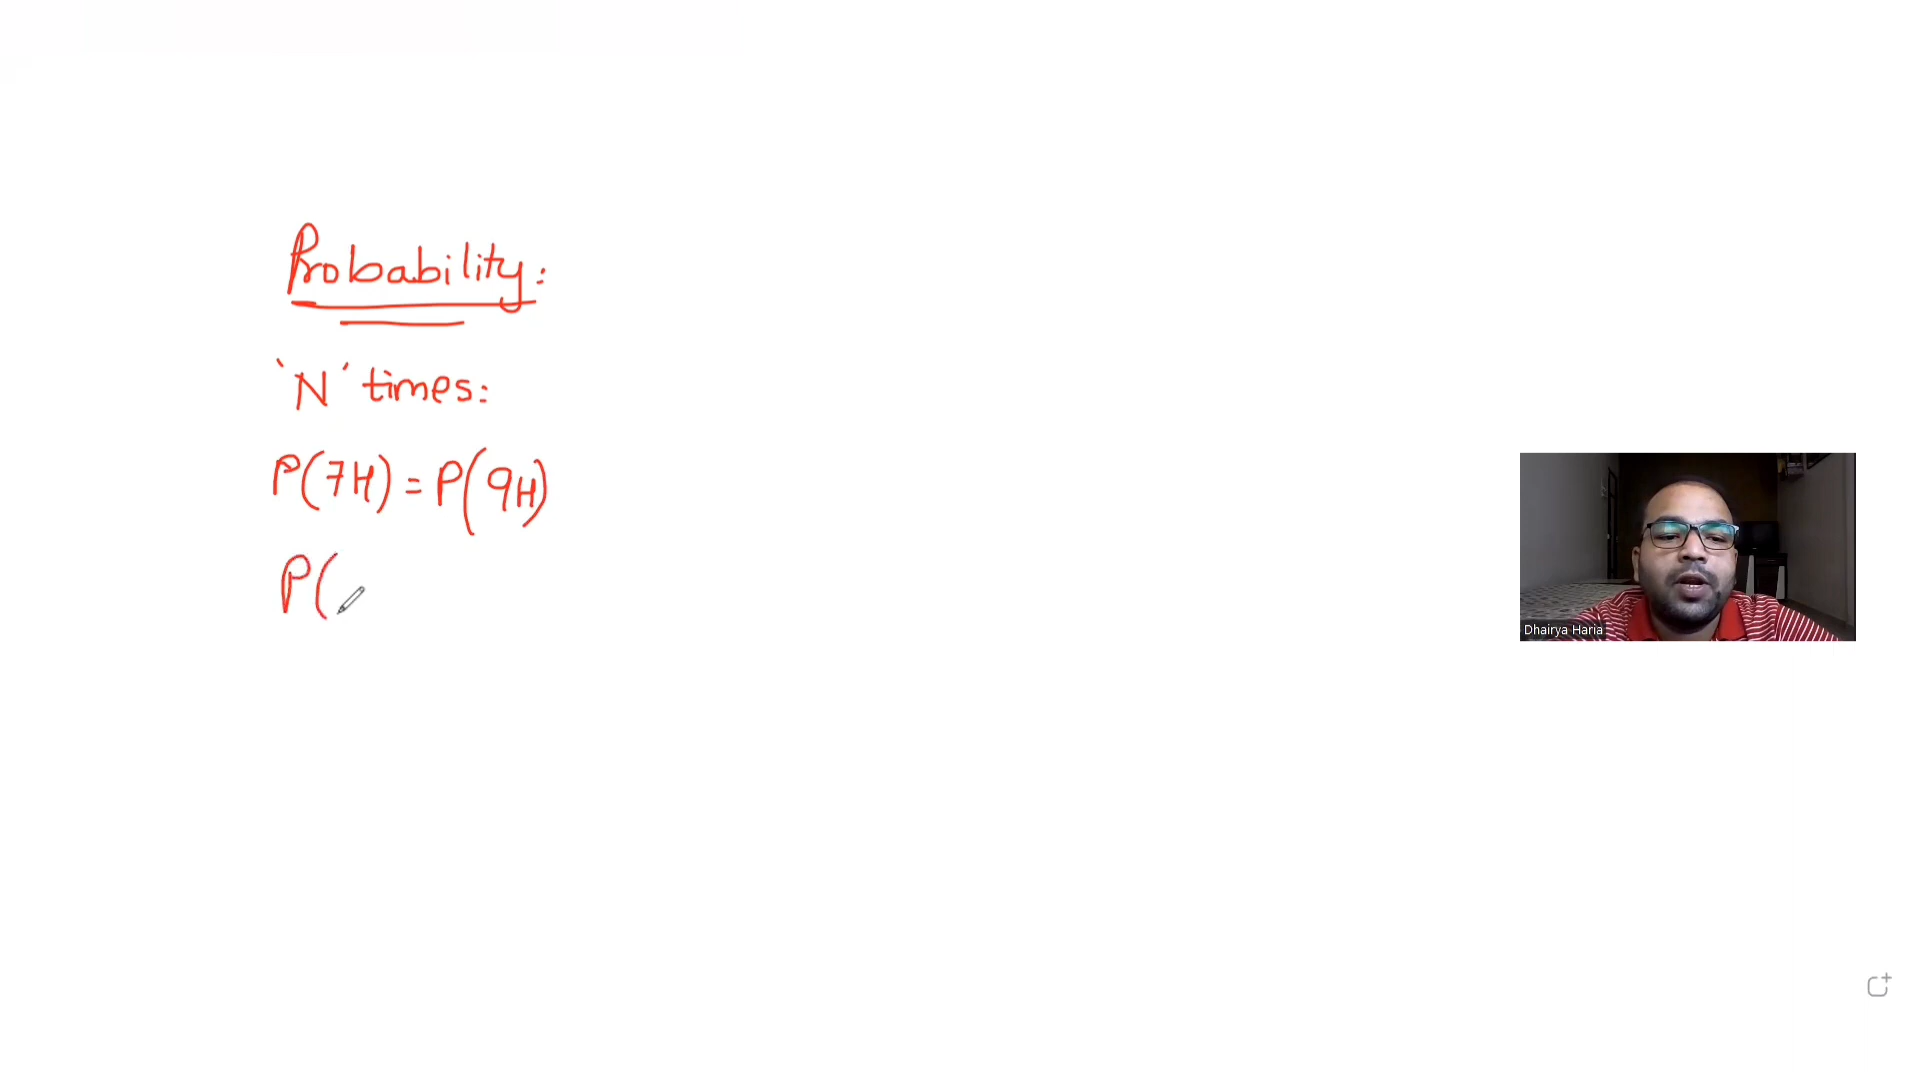 Probability:
'N' times:
P(7H) = P(9H)
P(
Dhairya Haria